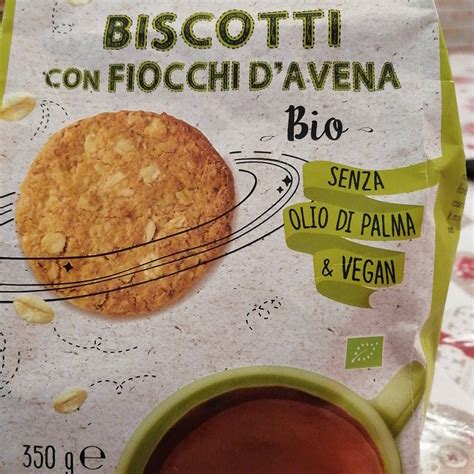 BISCOTTI
CON FIOCCHI D'AVENA
Bio
SENZA
OLIO DI PALMA
& VEGAN
350 g ℮